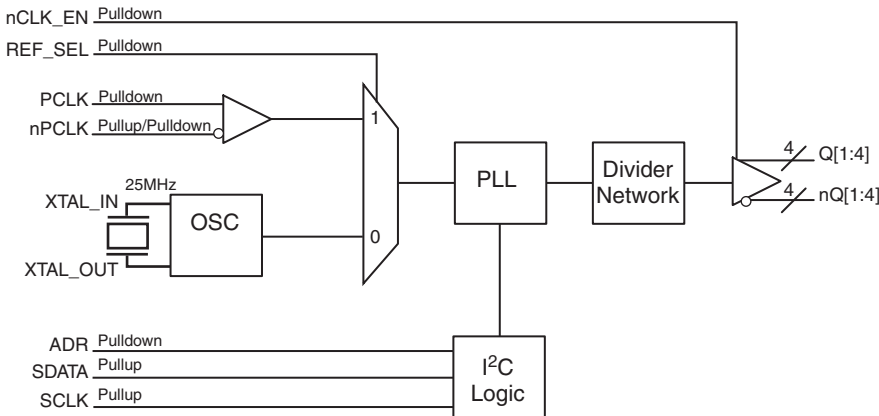 nCLK_EN Pulldown
REF_SEL Pulldown
PCLK Pulldown
nPCLK Pullup/Pulldown
1
PLL
Divider
Network
4
Q[1:4]
4
nQ[1:4]
25MHz
XTAL_IN
OSC
0
XTAL_OUT
ADR Pulldown
SDATA Pullup
SCLK Pullup
I²C
Logic